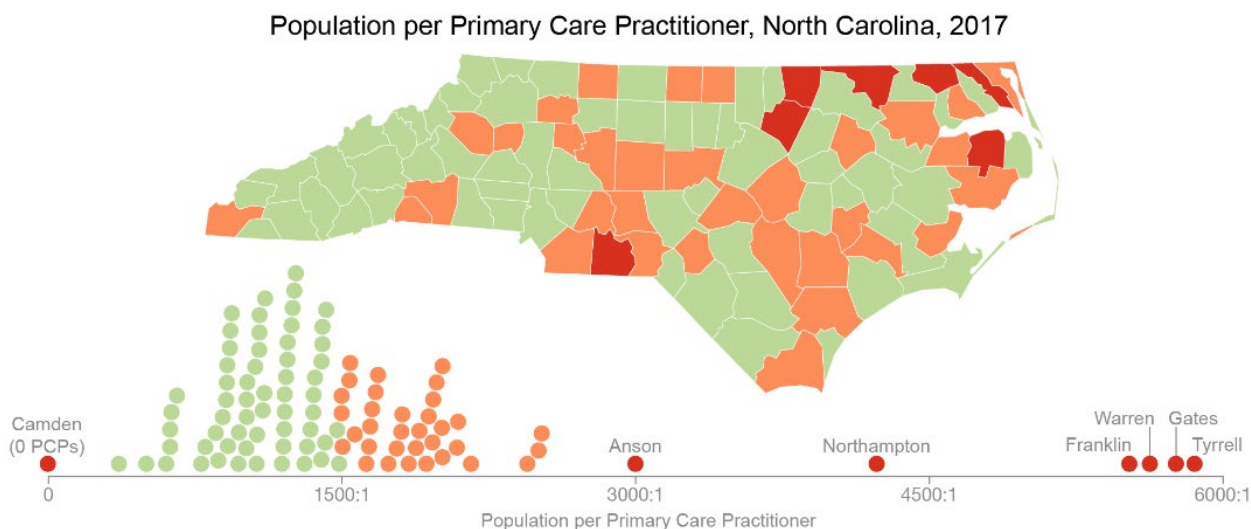 Population per Primary Care Practitioner, North Carolina, 2017
Camden
(0 PCPs)
Anson
Northampton
Warren
Gates
Franklin
Tyrrell
0
1500:1
3000:1
4500:1
6000:1
Population per Primary Care Practitioner